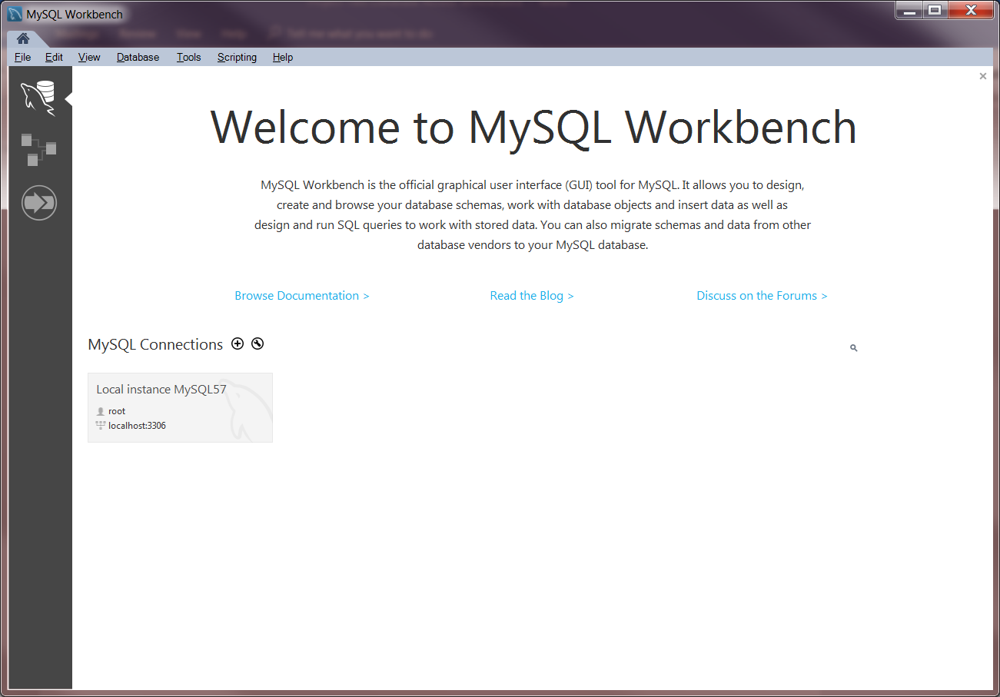 MySQL Workbench
File Edit View Database Tools Scripting Help
Welcome to MySQL Workbench
MySQL Workbench is the official graphical user interface (GUI) tool for MySQL. It allows you to design,
create and browse your database schemas, work with database objects and insert data as well as
design and run SQL queries to work with stored data. You can also migrate schemas and data from other
database vendors to your MySQL database.
Browse Documentation > Read the Blog > Discuss on the Forums >
MySQL Connections
Local instance MySQL57
root
localhost:3306